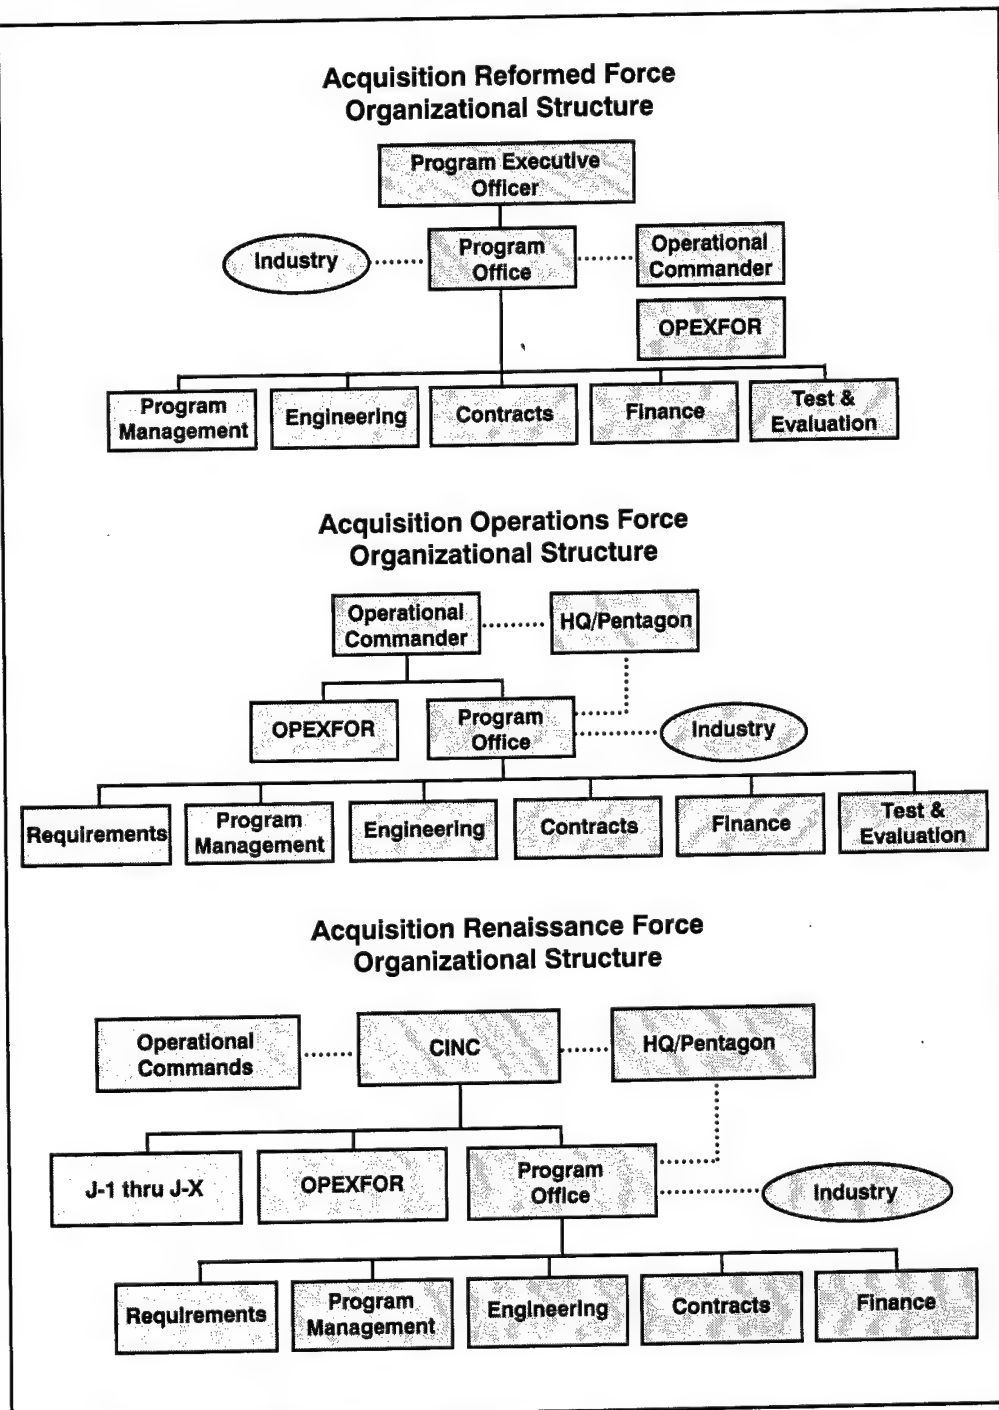 Acquisition Reformed Force
Organizational Structure
Program Executive
Officer
Industry
Program
Office
Operational
Commander
OPEXFOR
Program
Management
Engineering
Contracts
Finance
Test &
Evaluation
Acquisition Operations Force
Organizational Structure
Operational
Commander
HQ/Pentagon
OPEXFOR
Program
Office
Industry
Requirements
Program
Management
Engineering
Contracts
Finance
Test &
Evaluation
Acquisition Renaissance Force
Organizational Structure
Operational
Commands
CINC
HQ/Pentagon
J-1 thru J-X
OPEXFOR
Program
Office
Industry
Requirements
Program
Management
Engineering
Contracts
Finance